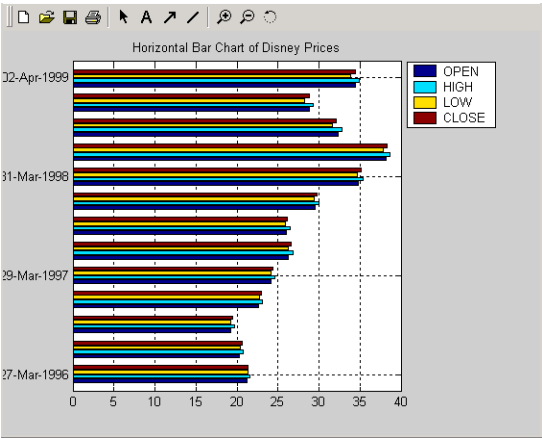 A
Horizontal Bar Chart of Disney Prices
02-Apr-1999
31-Mar-1998
29-Mar-1997
27-Mar-1996
0 5 10 15 20 25 30 35 40
OPEN
HIGH
LOW
CLOSE